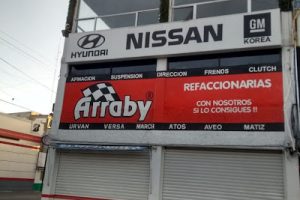 HYUNDAI NISSAN GM
KOREA
AFINACION SUSPENSION DIRECCION FRENOS CLUTCH
Arraby ®
REFACCIONARIAS
CON NOSOTROS
SI LO CONSIGUES !!
URVAN VERSA MARCH ATOS AVEO MATIZ